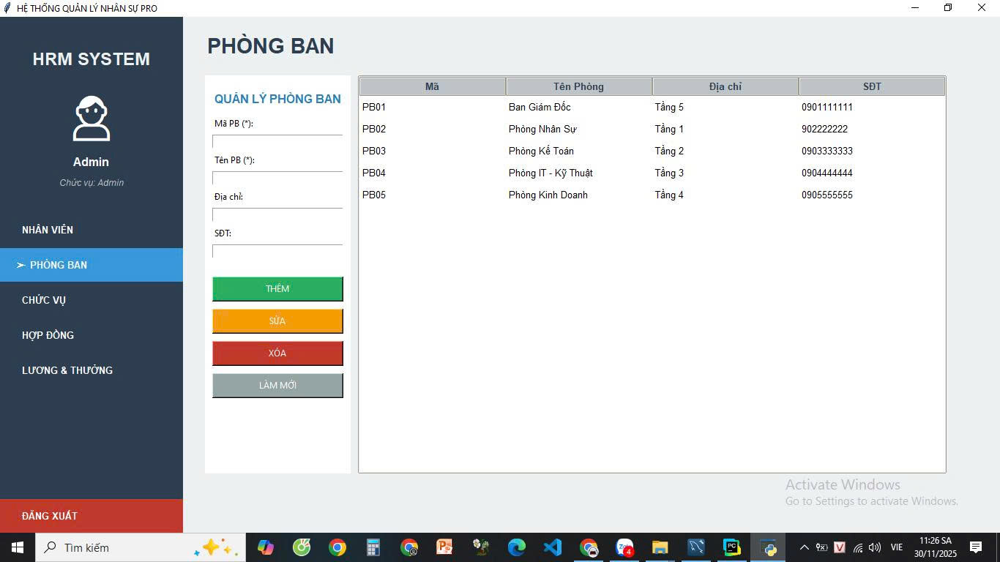 HỆ THỐNG QUẢN LÝ NHÂN SỰ PRO
HRM SYSTEM
Admin
Chức vụ: Admin
NHÂN VIÊN
➢ PHÒNG BAN
CHỨC VỤ
HỢP ĐỒNG
LƯƠNG & THƯỞNG
ĐĂNG XUẤT
PHÒNG BAN
QUẢN LÝ PHÒNG BAN
Mã PB (*):
Tên PB (*):
Địa chỉ:
SĐT:
THÊM
SỬA
XÓA
LÀM MỚI
Mã Tên Phòng Địa chỉ SĐT
PB01 Ban Giám Đốc Tầng 5 0901111111
PB02 Phòng Nhân Sự Tầng 1 902222222
PB03 Phòng Kế Toán Tầng 2 0903333333
PB04 Phòng IT - Kỹ Thuật Tầng 3 0904444444
PB05 Phòng Kinh Doanh Tầng 4 0905555555
Activate Windows
Go to Settings to activate Windows.
Tìm kiếm
4
VIE
11:26 SA
30/11/2025